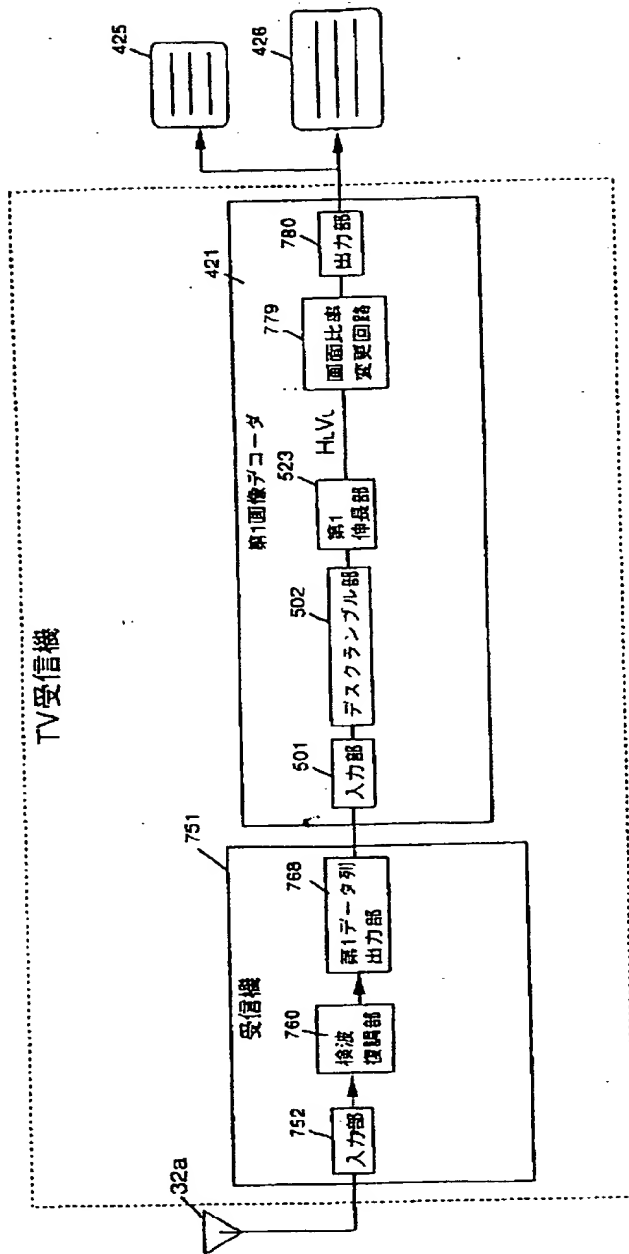 TV受信機
32a
751
受信機
752
入力部
760
検波
復調部
768
第1データ列
出力部
421
第1画像デコーダ
501
入力部
502
デスクランブル部
523
第1
伸長部
HLVL
779
画面比率
変更回路
780
出力部
425
426